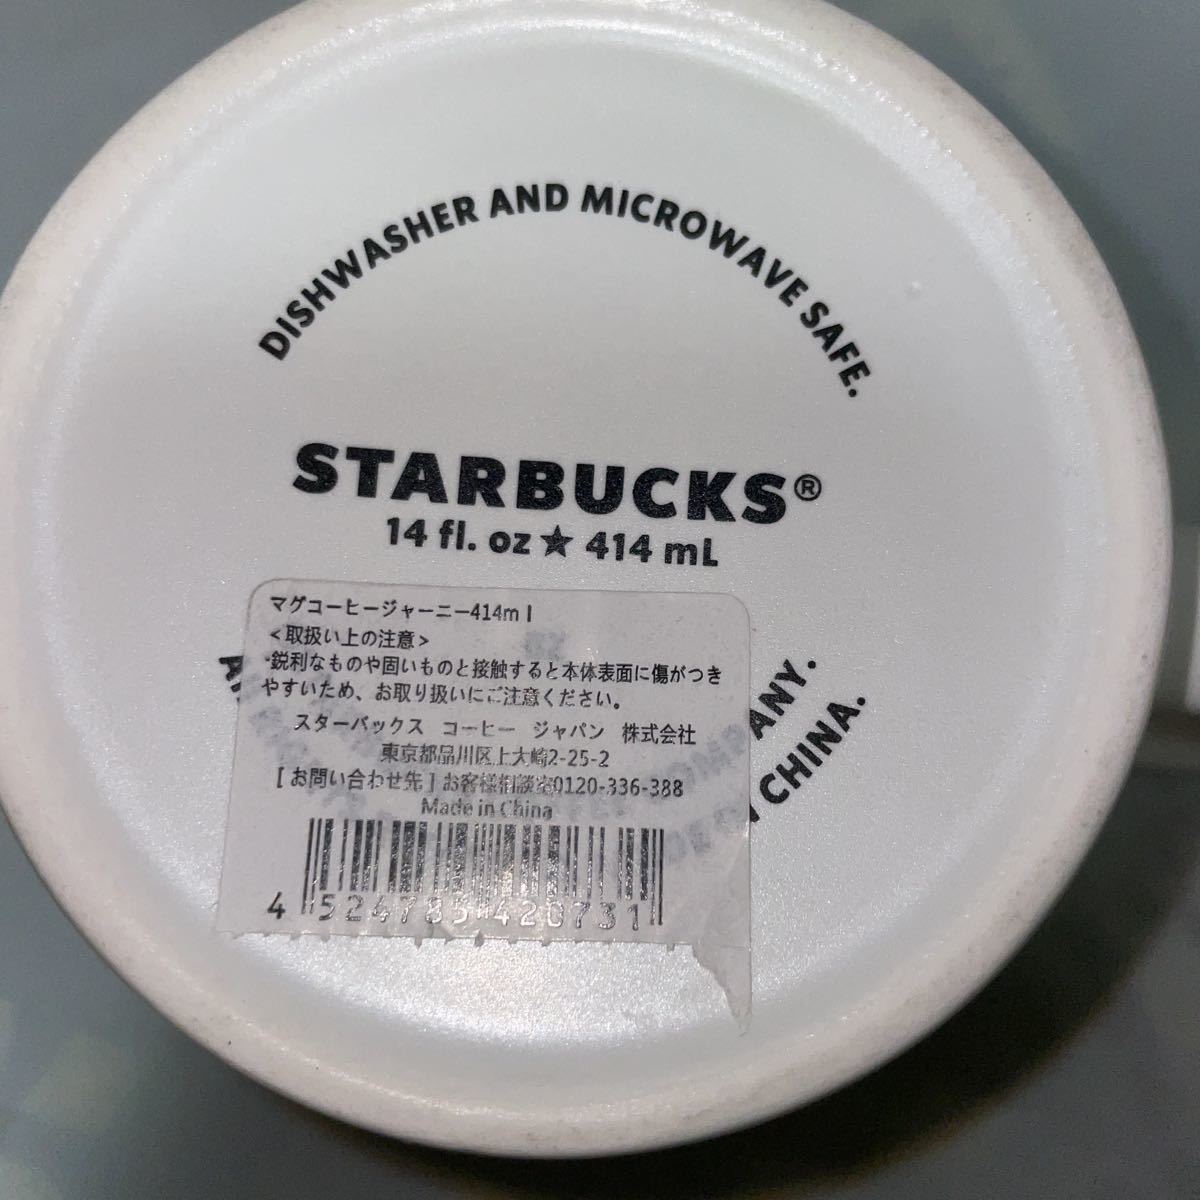 DISHWASHER AND MICROWAVE SAFE.
STARBUCKS®
14 fl. oz ★ 414 mL
マグコーヒージャーニー414ml
<取扱い上の注意>
・鋭利なものや固いものと接触すると本体表面に傷がつき
やすいため、お取り扱いにご注意ください。
スターバックス コーヒー ジャパン 株式会社
東京都品川区上大崎2-25-2
[お問い合わせ先] お客様相談室0120-336-388
Made in China
4 524785 420731
ANY.
CHINA.